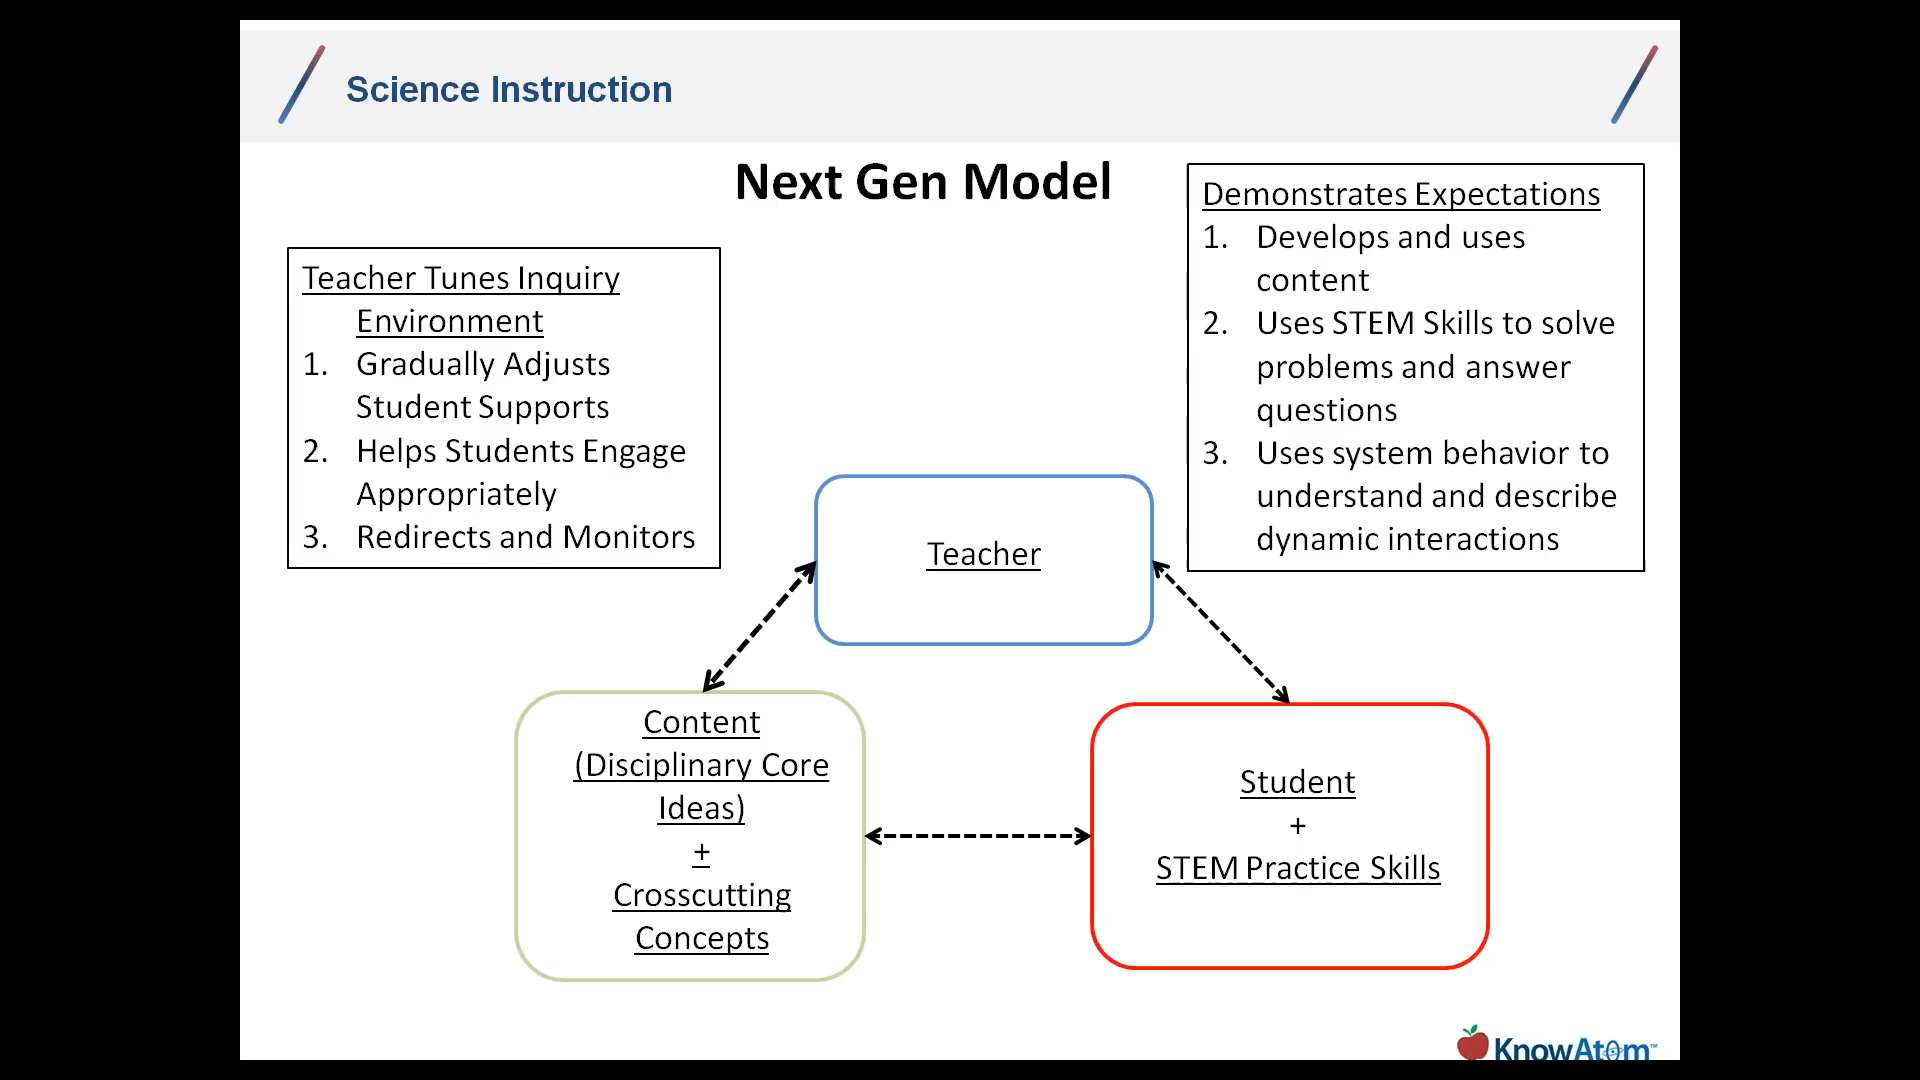 Science Instruction
Next Gen Model
Teacher Tunes Inquiry
Environment
1. Gradually Adjusts
Student Supports
2. Helps Students Engage
Appropriately
3. Redirects and Monitors
Demonstrates Expectations
1. Develops and uses
content
2. Uses STEM Skills to solve
problems and answer
questions
3. Uses system behavior to
understand and describe
dynamic interactions
Teacher
Content
(Disciplinary Core
Ideas)
+
Crosscutting
Concepts
Student
+
STEM Practice Skills
KnowAtom™